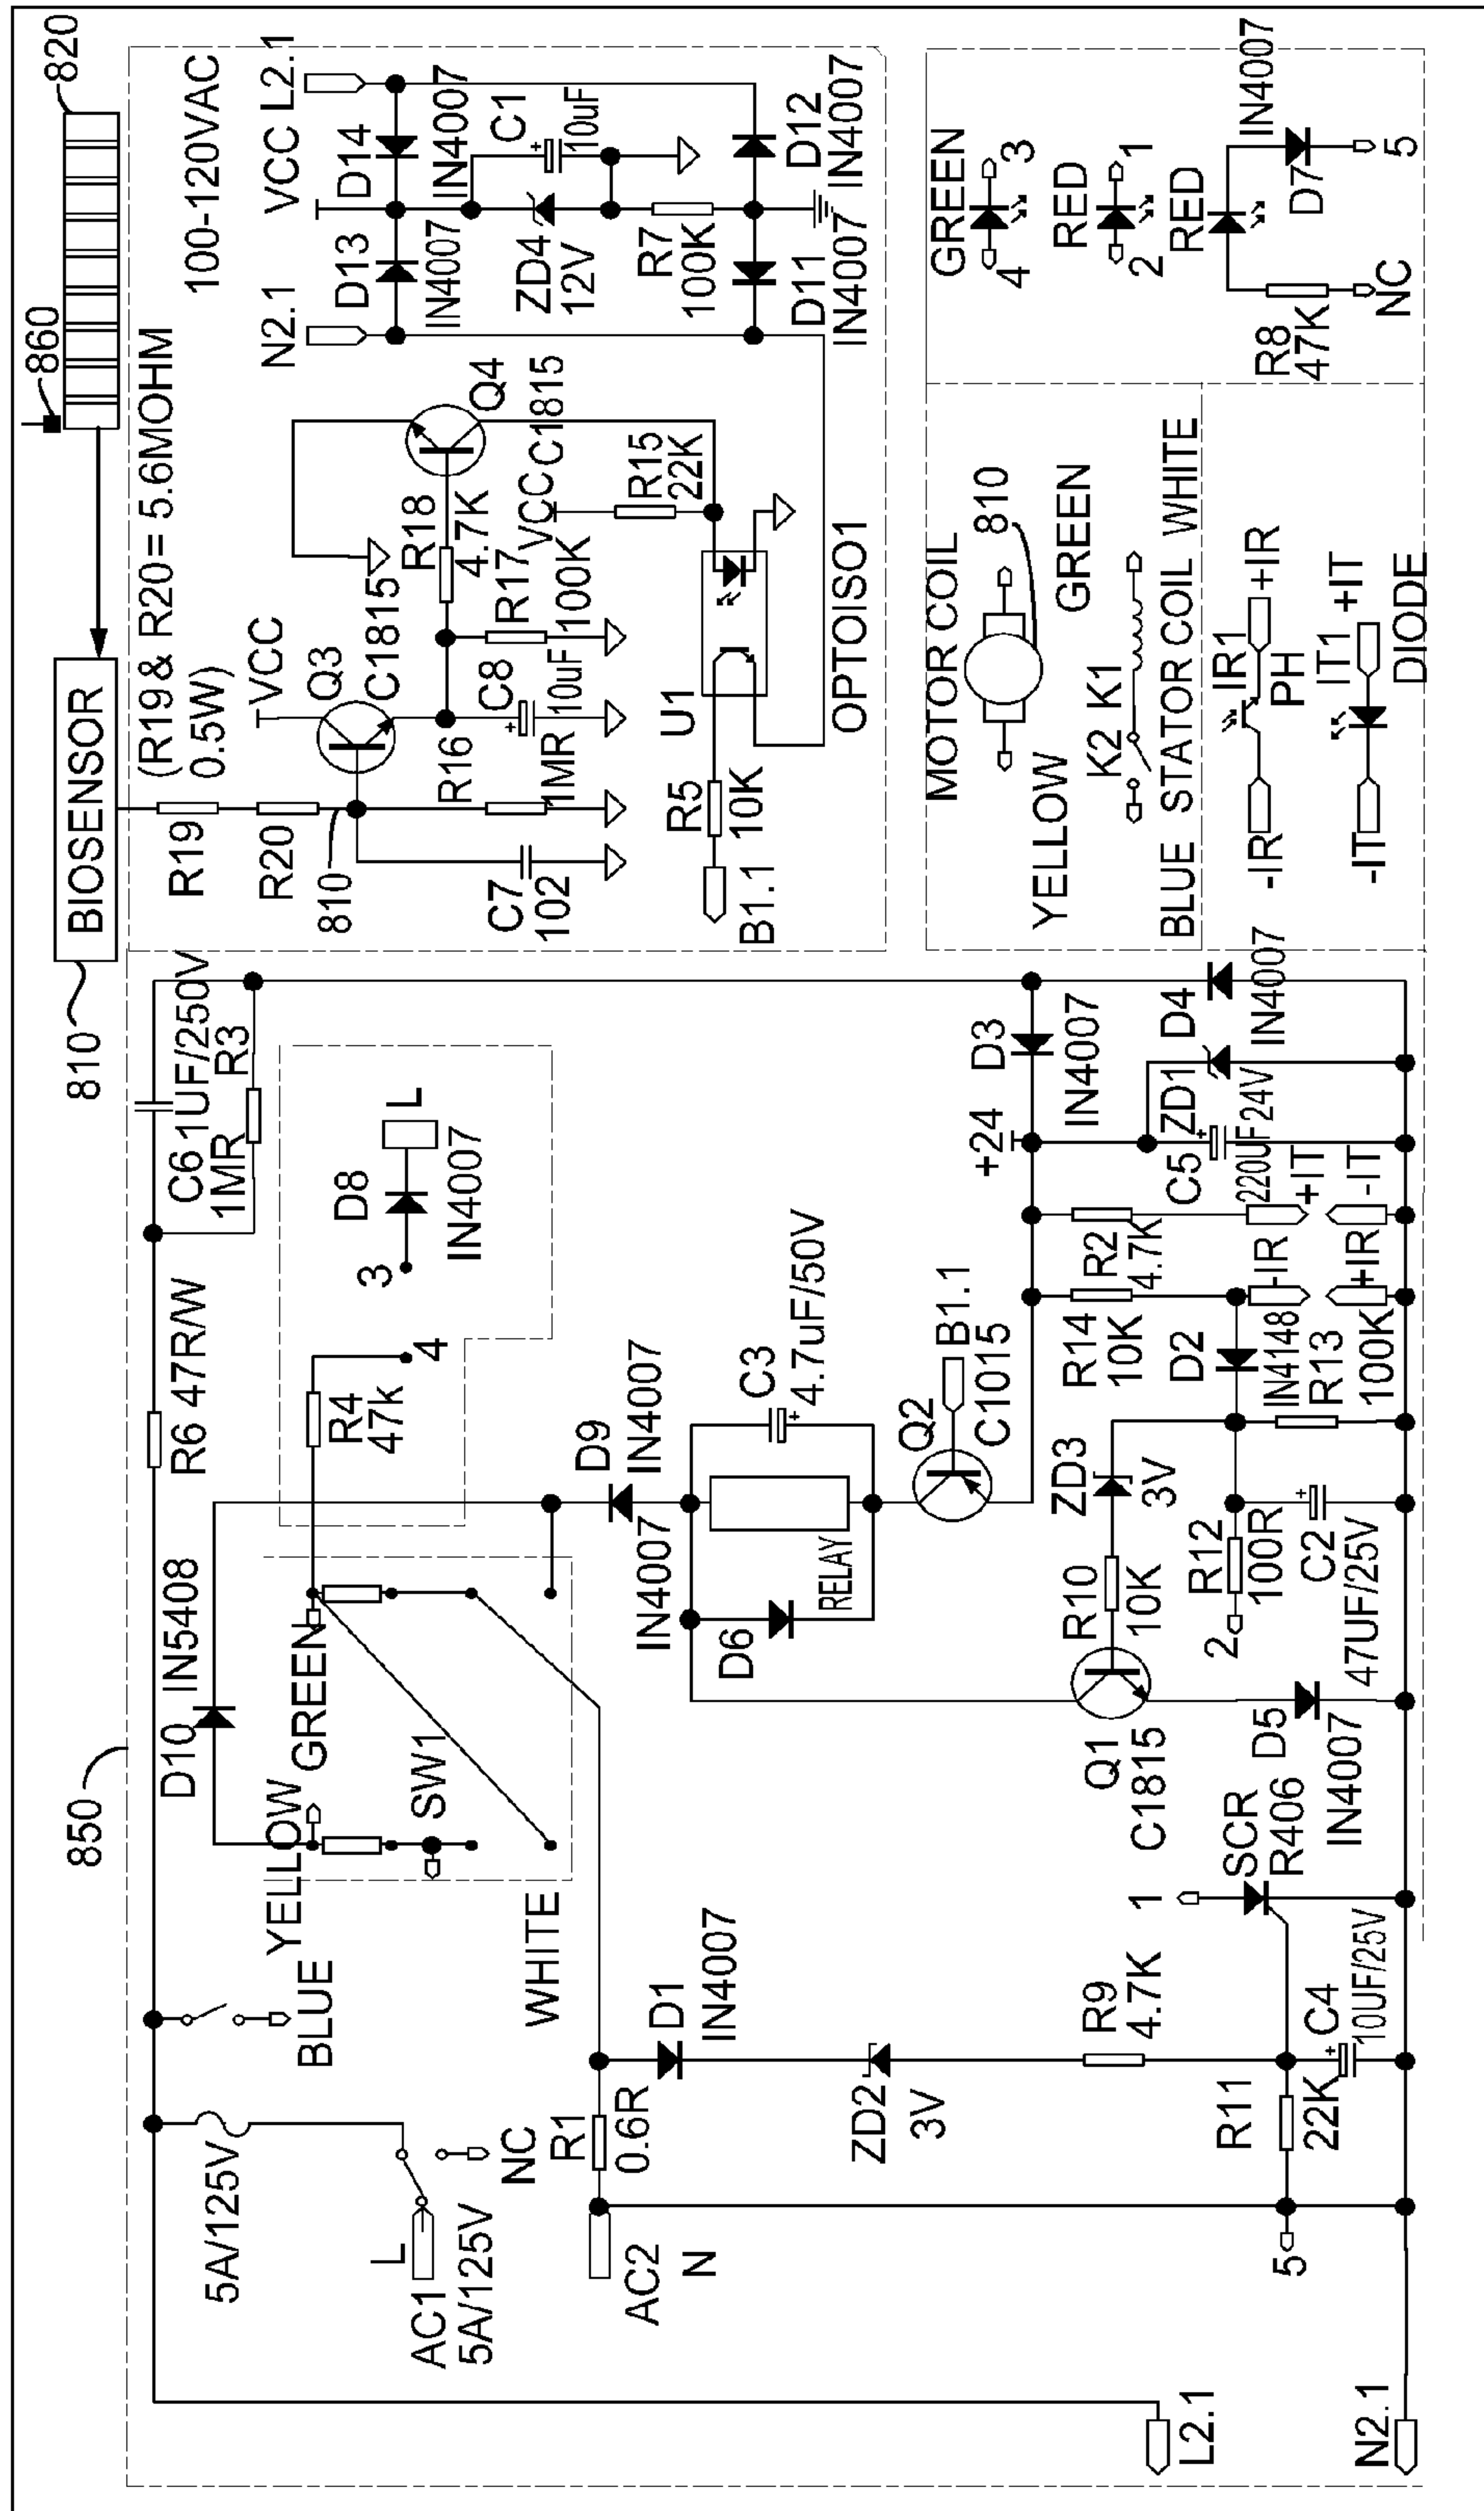 850
810
BIOSENSOR
860
820
5A/125V
L
AC1
5A/125V
NC
BLUE
YELLOW
D10 IN5408
GREEN
SW1
WHITE
R6 47R/W
R4
47k
4
3
D8
IN4007
L
C6 1UF/250V
1MR
R3
AC2
N
R1
0.6R
D1
IN4007
ZD2
3V
R9
4.7K
R11
22K
C4
10UF/25V
5
1
SCR
R406
D5
IN4007
Q1
C1815
D9
IN4007
IN4007
D6
RELAY
C3
4.7uF/50V
Q2
C1015
B1.1
ZD3
3V
R10
10K
2
R12
100R
C2
47UF/25V
R14
10K
D2
IN4148
R13
100K
R2
4.7K
-IR
+IR
+IT
-IT
+24
D3
IN4007
C5
220UF
ZD1
24V
D4
IN4007
L2.1
N2.1
(R19 & R20 = 5.6MOHM
0.5W)
100-120VAC
R19
R20
810
C7
102
VCC
Q3
C1815
R16
1MR
C8
10uF
R18
4.7K
R17
100K
VCC
Q4
C1815
R15
22K
U1
OPTOISO1
R5
10K
B1.1
N2.1
VCC
L2.1
D13
IN4007
D14
IN4007
ZD4
12V
C1
10uF
R7
100K
D11
IN4007
D12
IN4007
MOTOR COIL
810
YELLOW
GREEN
K2 K1
BLUE STATOR COIL WHITE
-IR
IR1
PH
+IR
-IT
IT1
+IT
DIODE
GREEN
4
3
RED
2
1
RED
R8
47K
NC
D7
IN4007
5